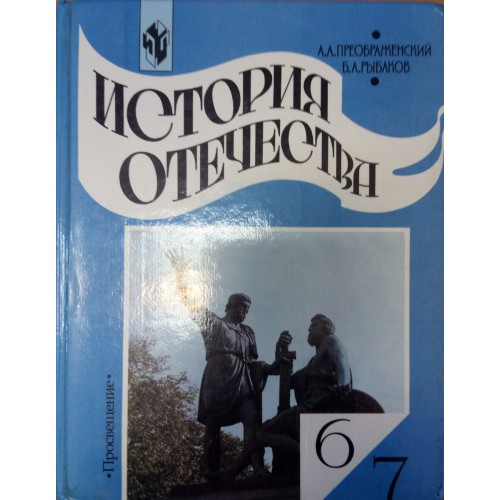 А.А.ПРЕОБРАЖЕНСКИЙ
Б.А.РЫБАКОВ
ИСТОРИЯ
ОТЕЧЕСТВА
•Просвещение•
6
7